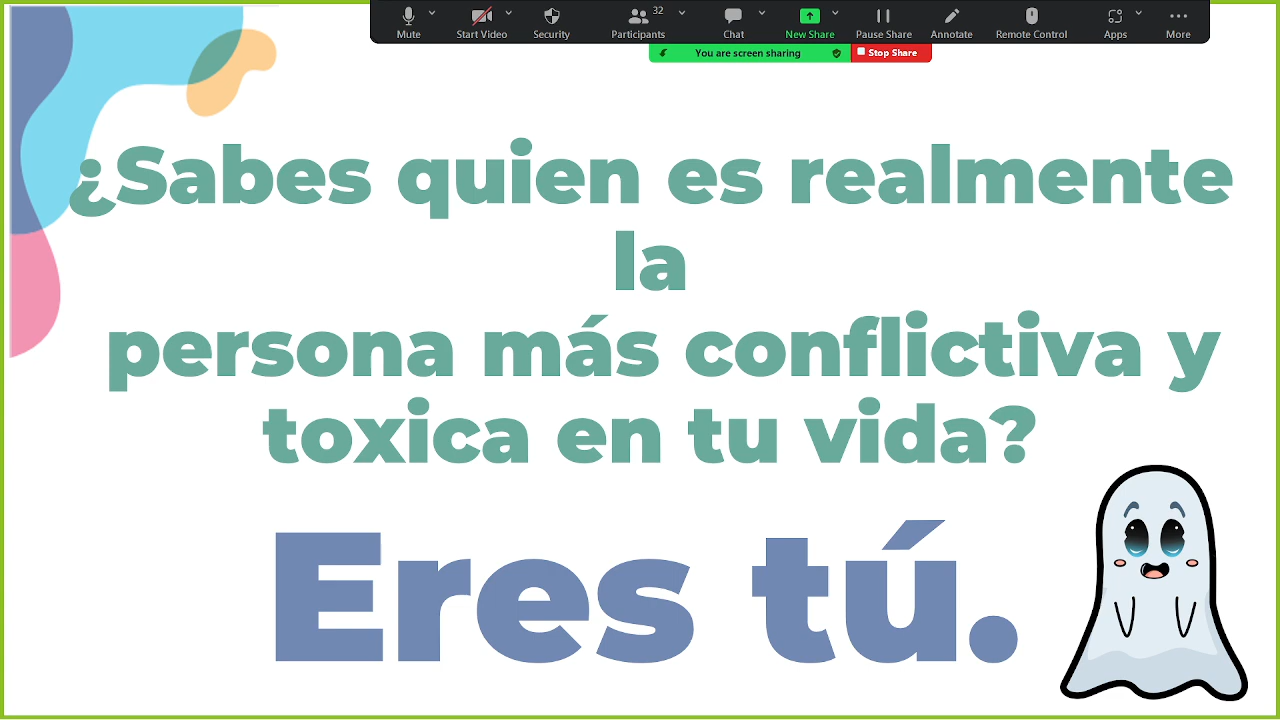 32
Mute Start Video Security Participants Chat New Share Pause Share Annotate Remote Control Apps More
You are screen sharing Stop Share
¿Sabes quien es realmente
la
persona más conflictiva y
toxica en tu vida?
Eres tú.